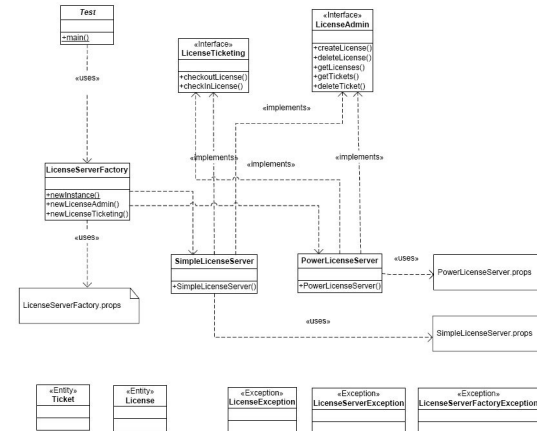 Test
+main()
«uses»
«Interface»
LicenseTicketing
+checkoutLicense()
+checkInLicense()
«Interface»
LicenseAdmin
+createLicense()
+deleteLicense()
+getLicenses()
+getTickets()
+deleteTicket()
«implements»
«implements»
«implements»
«implements»
LicenseServerFactory
+newInstance()
+newLicenseAdmin()
+newLicenseTicketing()
«uses»
LicenseServerFactory.props
SimpleLicenseServer
+SimpleLicenseServer()
PowerLicenseServer
+PowerLicenseServer()
«uses»
PowerLicenseServer.props
«uses»
SimpleLicenseServer.props
«Entity»
Ticket
«Entity»
License
«Exception»
LicenseException
«Exception»
LicenseServerException
«Exception»
LicenseServerFactoryException